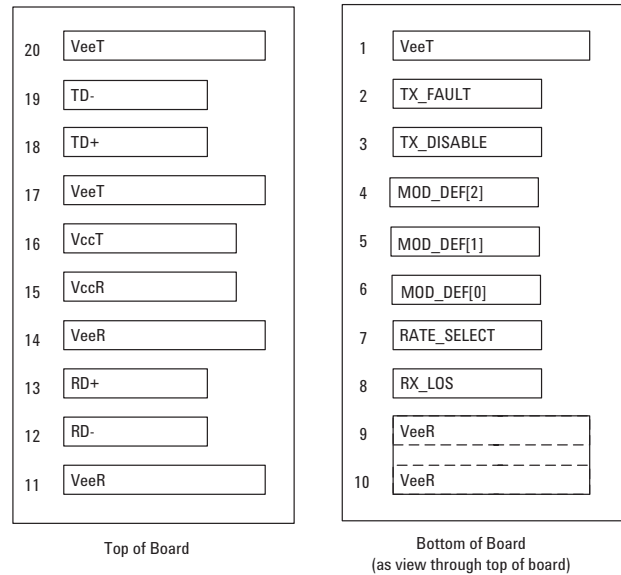 20 VeeT
19 TD-
18 TD+
17 VeeT
16 VccT
15 VccR
14 VeeR
13 RD+
12 RD-
11 VeeR
Top of Board
1 VeeT
2 TX_FAULT
3 TX_DISABLE
4 MOD_DEF[2]
5 MOD_DEF[1]
6 MOD_DEF[0]
7 RATE_SELECT
8 RX_LOS
9 VeeR
10 VeeR
Bottom of Board
(as view through top of board)